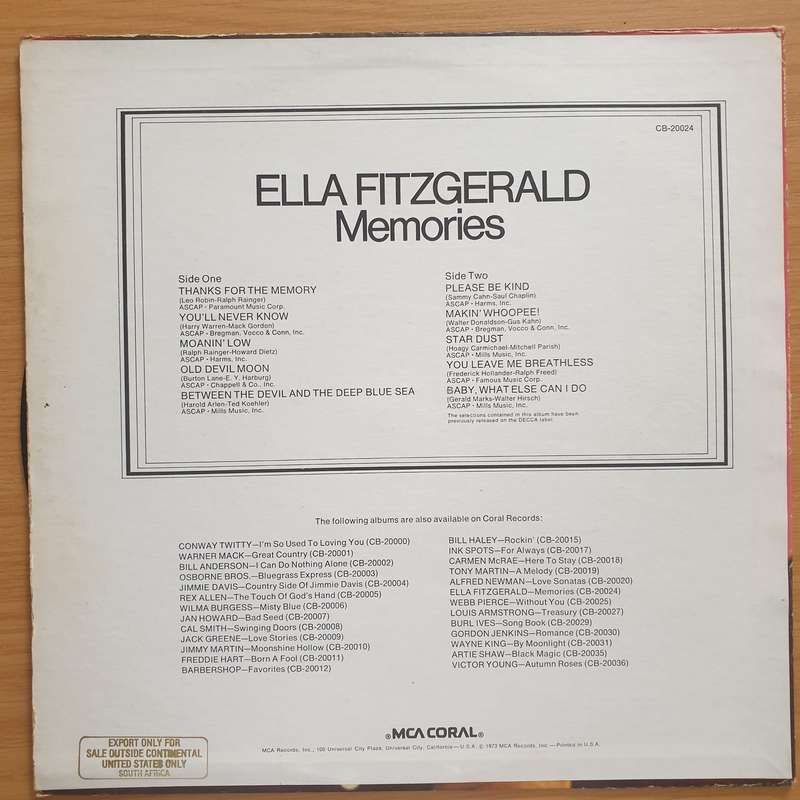 CB-20024
ELLA FITZGERALD
Memories
Side One
THANKS FOR THE MEMORY
(Leo Robin-Ralph Rainger)
ASCAP • Paramount Music Corp.
YOU'LL NEVER KNOW
(Harry Warren-Mack Gordon)
ASCAP • Bregman, Vocco & Conn, Inc.
MOANIN' LOW
(Ralph Rainger-Howard Dietz)
ASCAP • Harms, Inc.
OLD DEVIL MOON
(Burton Lane-E. Y. Harburg)
ASCAP • Chappell & Co., Inc.
BETWEEN THE DEVIL AND THE DEEP BLUE SEA
(Harold Arlen-Ted Koehler)
ASCAP • Mills Music, Inc.
Side Two
PLEASE BE KIND
(Sammy Cahn-Saul Chaplin)
ASCAP • Harms, Inc.
MAKIN' WHOOPEE!
(Walter Donaldson-Gus Kahn)
ASCAP • Bregman, Vocco & Conn, Inc.
STAR DUST
(Hoagy Carmichael-Mitchell Parish)
ASCAP • Mills Music, Inc.
YOU LEAVE ME BREATHLESS
(Frederick Hollander-Ralph Freed)
ASCAP • Famous Music Corp.
BABY, WHAT ELSE CAN I DO
(Gerald Marks-Walter Hirsch)
ASCAP • Mills Music, Inc.
The selections contained in this album have been
previously released on the DECCA label.
The following albums are also available on Coral Records:
CONWAY TWITTY—I'm So Used To Loving You (CB-20000)
WARNER MACK—Great Country (CB-20001)
BILL ANDERSON—I Can Do Nothing Alone (CB-20002)
OSBORNE BROS.—Bluegrass Express (CB-20003)
JIMMIE DAVIS—Country Side Of Jimmie Davis (CB-20004)
REX ALLEN—The Touch Of God's Hand (CB-20005)
WILMA BURGESS—Misty Blue (CB-20006)
JAN HOWARD—Bad Seed (CB-20007)
CAL SMITH—Swinging Doors (CB-20008)
JACK GREENE—Love Stories (CB-20009)
JIMMY MARTIN—Moonshine Hollow (CB-20010)
FREDDIE HART—Born A Fool (CB-20011)
BARBERSHOP—Favorites (CB-20012)
BILL HALEY—Rockin' (CB-20015)
INK SPOTS—For Always (CB-20017)
CARMEN McRAE—Here To Stay (CB-20018)
TONY MARTIN—A Melody (CB-20019)
ALFRED NEWMAN—Love Sonatas (CB-20020)
ELLA FITZGERALD—Memories (CB-20024)
WEBB PIERCE—Without You (CB-20025)
LOUIS ARMSTRONG—Treasury (CB-20027)
BURL IVES—Song Book (CB-20029)
GORDON JENKINS—Romance (CB-20030)
WAYNE KING—By Moonlight (CB-20031)
ARTIE SHAW—Black Magic (CB-20035)
VICTOR YOUNG—Autumn Roses (CB-20036)
®MCA CORAL®
MCA Records, Inc., 100 Universal City Plaza, Universal City, California—U.S.A. © 1973 MCA Records, Inc.—Printed in U.S.A.
EXPORT ONLY FOR
SALE OUTSIDE CONTINENTAL
UNITED STATES ONLY
SOUTH AFRICA